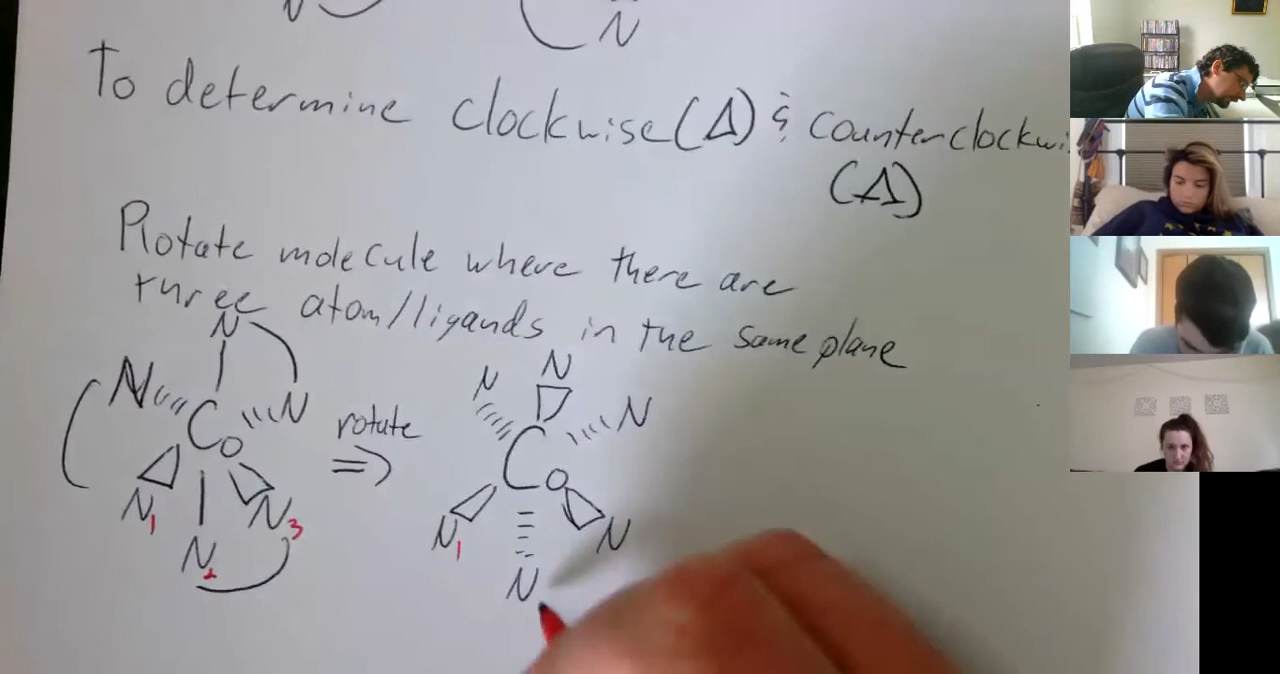 N N
To determine clockwise (Δ) & counterclockwi
(Δ)
Rotate molecule where there are
three atom/ligands in the same plane
N N
N N N N
Co rotate Co
⇒
N1 N3 N1 N
N2 N